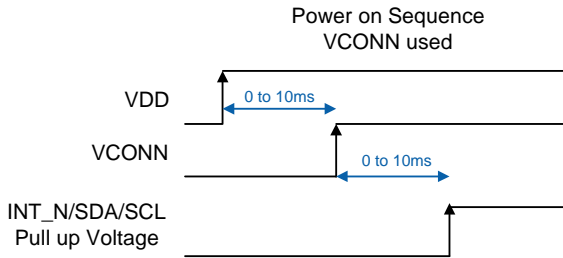 Power on Sequence
VCONN used
VDD
0 to 10ms
VCONN
0 to 10ms
INT_N/SDA/SCL
Pull up Voltage